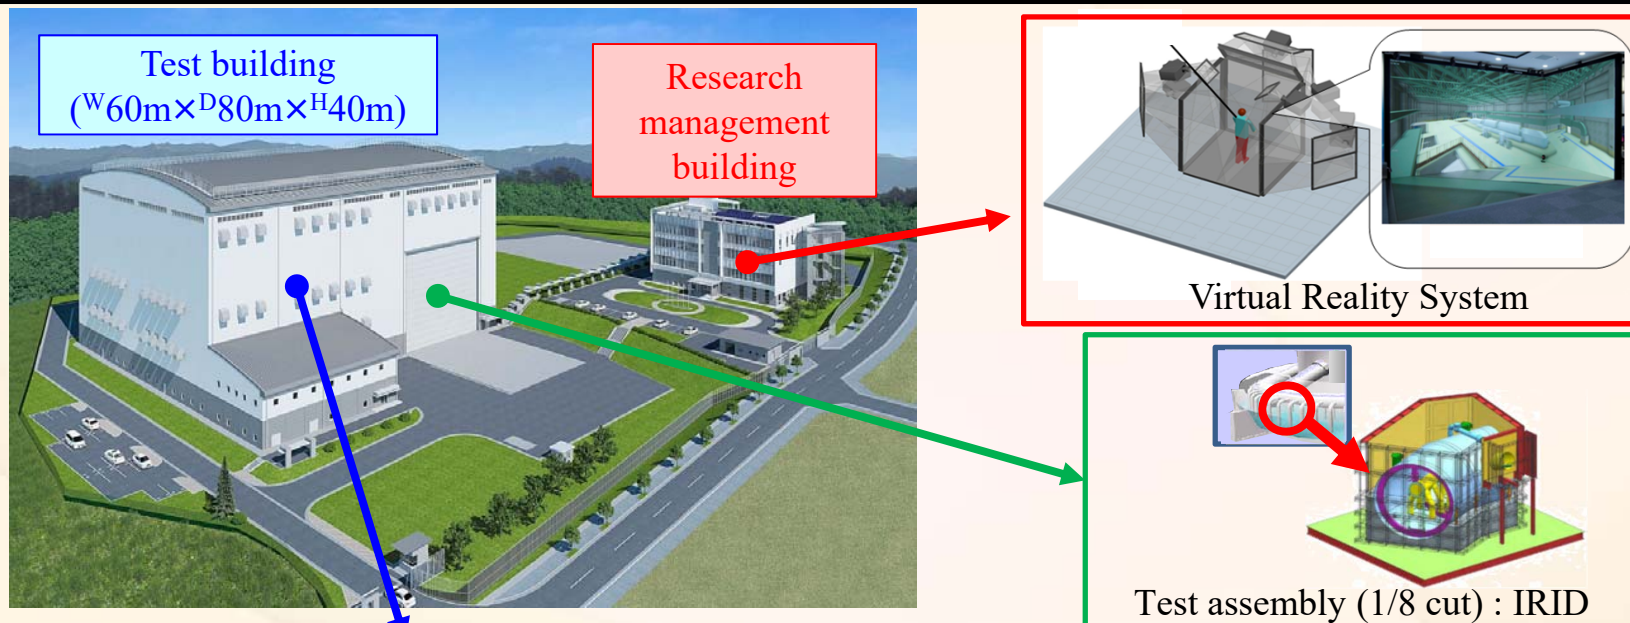 Test building
(ᵂ60m×ᴰ80m×ᴴ40m)
Research
management
building
Virtual Reality System
Test assembly (1/8 cut) : IRID